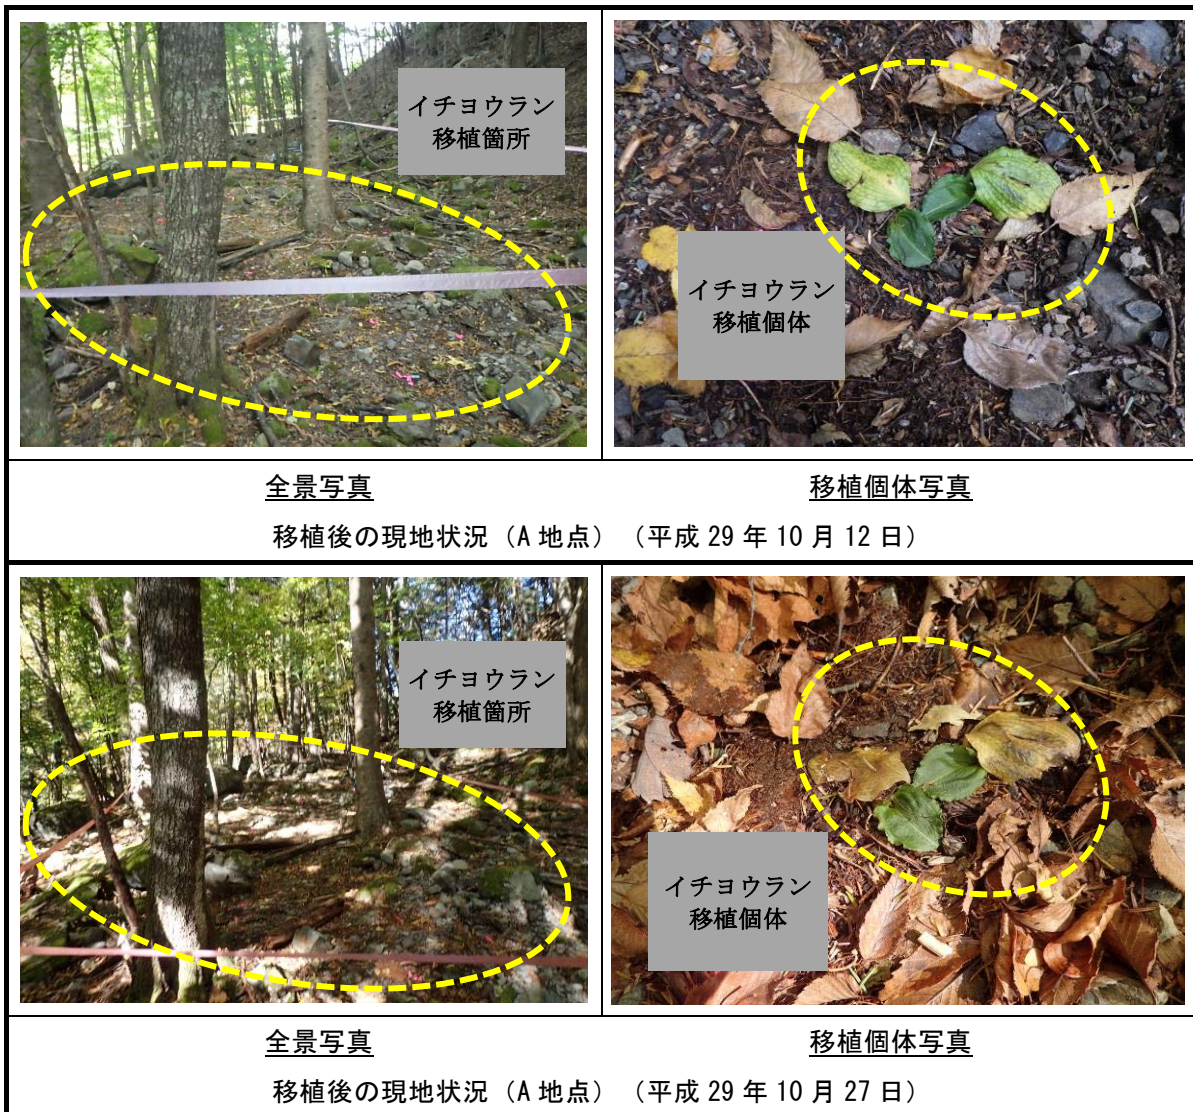 イチョウラン
移植箇所
イチョウラン
移植個体
全景写真
移植個体写真
移植後の現地状況（A 地点）（平成 29 年 10 月 12 日）
イチョウラン
移植箇所
イチョウラン
移植個体
全景写真
移植個体写真
移植後の現地状況（A 地点）（平成 29 年 10 月 27 日）